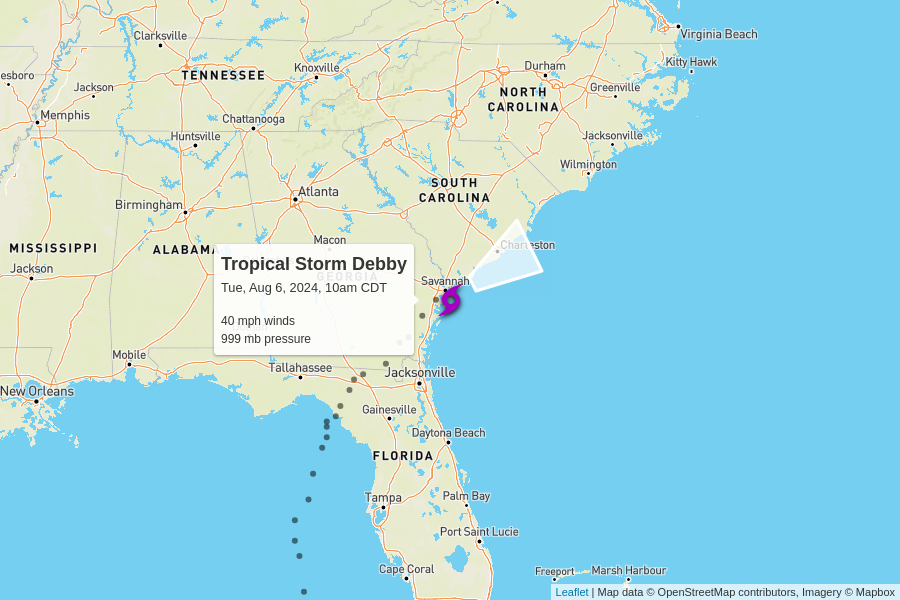 Clarksville
Virginia Beach
Knoxville
Durham
Kitty Hawk
esboro
TENNESSEE
Jackson
NORTH
CAROLINA
Greenville
Memphis
Chattanooga
Huntsville
Jacksonville
Wilmington
SOUTH
CAROLINA
Atlanta
Birmingham
Macon
Charleston
MISSISSIPPI
ALABAMA
Jackson
GEORGIA
Savannah
Tropical Storm Debby
Tue, Aug 6, 2024, 10am CDT
40 mph winds
999 mb pressure
Mobile
Tallahassee
Jacksonville
New Orleans
Gainesville
Daytona Beach
FLORIDA
Tampa
Palm Bay
Port Saint Lucie
Cape Coral
Freeport
Marsh Harbour
Leaflet | Map data © OpenStreetMap contributors, Imagery © Mapbox